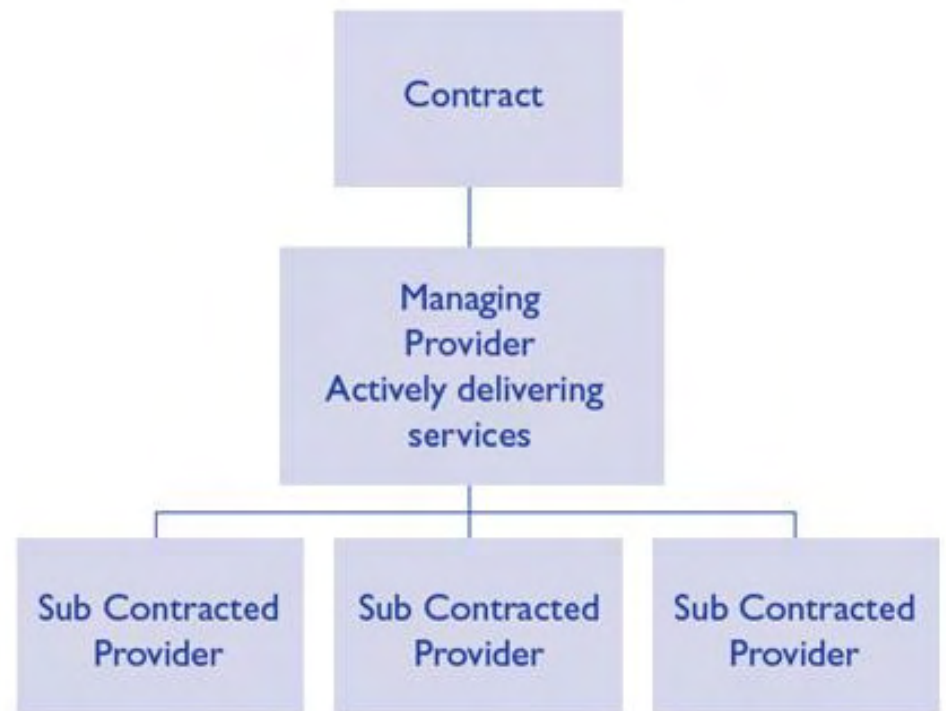 Contract
Managing
Provider
Actively delivering
services
Sub Contracted
Provider
Sub Contracted
Provider
Sub Contracted
Provider